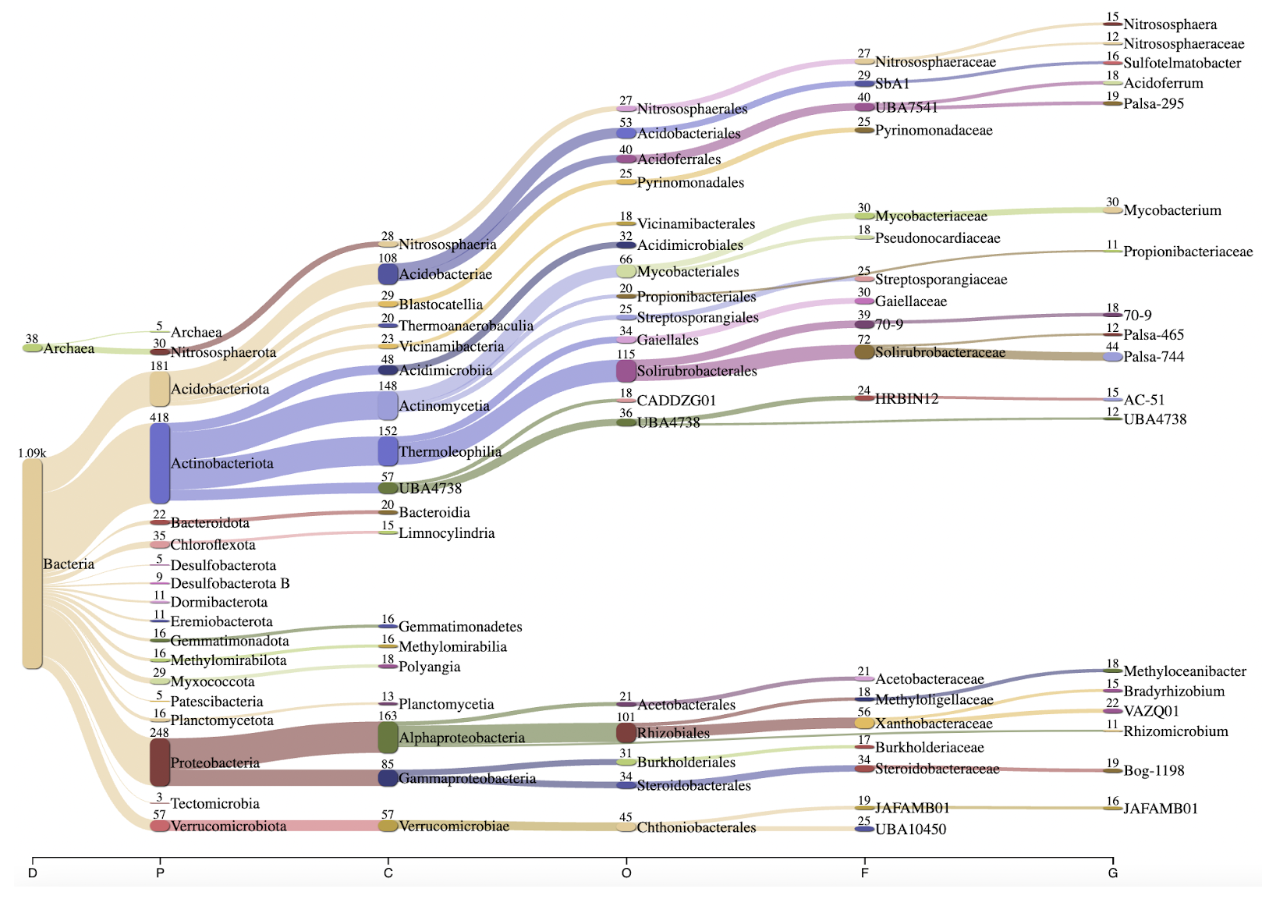 38 Archaea
1.09k Bacteria
5 Archaea
30 Nitrososphaerota
181 Acidobacteriota
418 Actinobacteriota
22 Bacteroidota
35 Chloroflexota
5 Desulfobacterota
9 Desulfobacterota B
11 Dormibacterota
11 Eremiobacterota
16 Gemmatimonadota
16 Methylomirabilota
29 Myxococcota
5 Patescibacteria
16 Planctomycetota
248 Proteobacteria
3 Tectomicrobia
57 Verrucomicrobiota
28 Nitrososphaeria
108 Acidobacteriae
29 Blastocatellia
20 Thermoanaerobaculia
23 Vicinamibacteria
48 Acidimicrobiia
148 Actinomycetia
152 Thermoleophilia
57 UBA4738
20 Bacteroidia
15 Limnocylindria
16 Gemmatimonadetes
16 Methylomirabilia
18 Polyangia
13 Planctomycetia
163 Alphaproteobacteria
85 Gammaproteobacteria
57 Verrucomicrobiae
27 Nitrososphaerales
53 Acidobacteriales
40 Acidoferrales
25 Pyrinomonadales
18 Vicinamibacterales
32 Acidimicrobiales
66 Mycobacteriales
20 Propionibacteriales
25 Streptosporangiales
34 Gaiellales
115 Solirubrobacterales
18 CADDZG01
36 UBA4738
21 Acetobacterales
101 Rhizobiales
31 Burkholderiales
34 Steroidobacterales
45 Chthoniobacterales
27 Nitrososphaeraceae
29 SbA1
40 UBA7541
25 Pyrinomonadaceae
30 Mycobacteriaceae
18 Pseudonocardiaceae
25 Streptosporangiaceae
30 Gaiellaceae
39 70-9
72 Solirubrobacteraceae
24 HRBIN12
21 Acetobacteraceae
18 Methyloligellaceae
56 Xanthobacteraceae
17 Burkholderiaceae
34 Steroidobacteraceae
19 JAFAMB01
25 UBA10450
15 Nitrososphaera
12 Nitrososphaeraceae
16 Sulfotelmatobacter
18 Acidoferrum
19 Palsa-295
30 Mycobacterium
11 Propionibacteriaceae
18 70-9
12 Palsa-465
44 Palsa-744
15 AC-51
12 UBA4738
18 Methyloceanibacter
15 Bradyrhizobium
22 VAZQ01
11 Rhizomicrobium
19 Bog-1198
16 JAFAMB01
D P C O F G